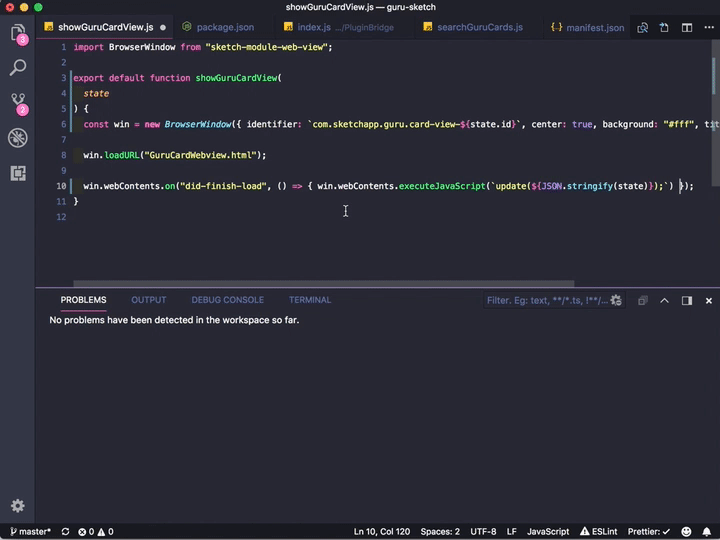 showGuruCardView.js — guru-sketch
showGuruCardView.js package.json index.js .../PluginBridge searchGuruCards.js manifest.json
1 import BrowserWindow from "sketch-module-web-view";
2
3 export default function showGuruCardView(
4 state
5 ) {
6 const win = new BrowserWindow({ identifier: `com.sketchapp.guru.card-view-${state.id}`, center: true, background: "#fff", tit
7
8 win.loadURL("GuruCardWebview.html");
9
10 win.webContents.on("did-finish-load", () => { win.webContents.executeJavaScript(`update(${JSON.stringify(state)});`) });
11 }
12
PROBLEMS OUTPUT DEBUG CONSOLE TERMINAL Filter. Eg: text, **/*.ts, !**/...
No problems have been detected in the workspace so far.
3
2
master* 0 0 Ln 10, Col 120 Spaces: 2 UTF-8 LF JavaScript ESLint Prettier: ✓